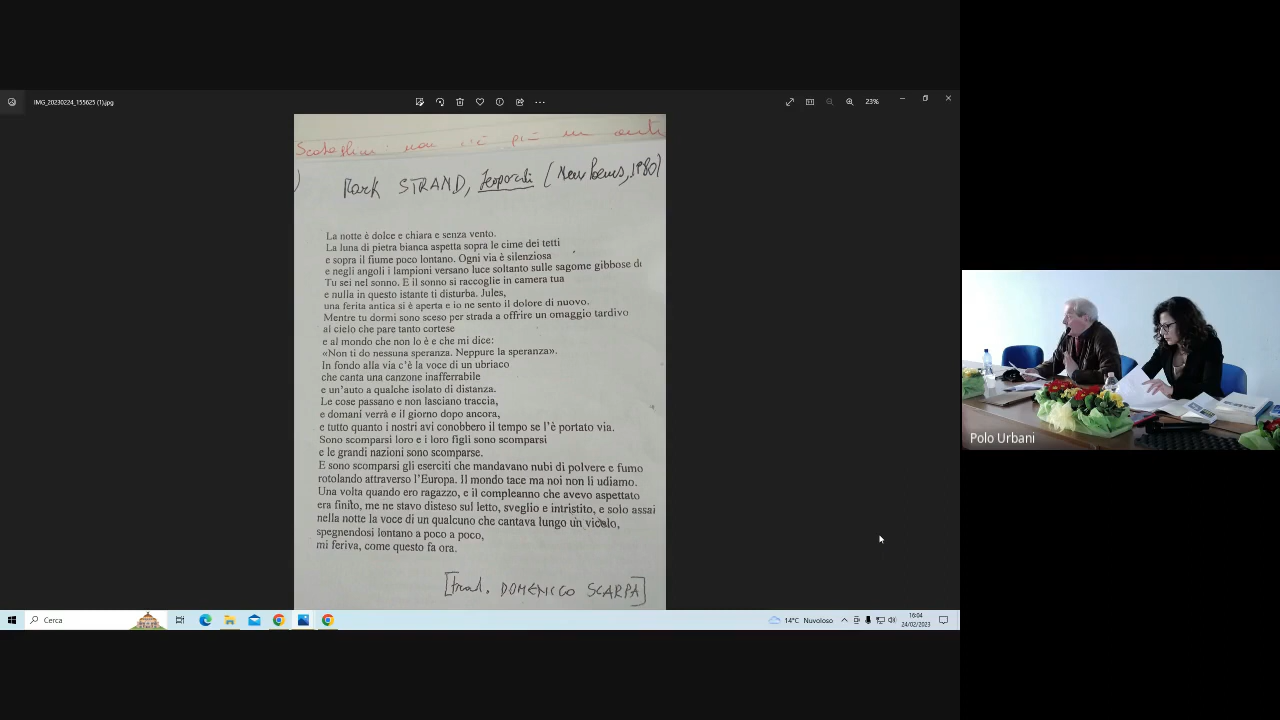 IMG_20230224_155625 (1).jpg
23%
Scataglini: non c'è più un
Mark STRAND, Leopardi (New Poems, 1980)
La notte è dolce e chiara e senza vento.
La luna di pietra bianca aspetta sopra le cime dei tetti
e sopra il fiume poco lontano. Ogni via è silenziosa
e negli angoli i lampioni versano luce soltanto sulle sagome gibbose
Tu sei nel sonno. E il sonno si raccoglie in camera tua
e nulla in questo istante ti disturba. Jules,
una ferita antica si è aperta e io ne sento il dolore di nuovo.
Mentre tu dormi sono sceso per strada a offrire un omaggio tardivo
al cielo che pare tanto cortese
e al mondo che non lo è e che mi dice:
«Non ti do nessuna speranza. Neppure la speranza».
In fondo alla via c'è la voce di un ubriaco
che canta una canzone inafferrabile
e un'auto a qualche isolato di distanza.
Le cose passano e non lasciano traccia,
e domani verrà e il giorno dopo ancora,
e tutto quanto i nostri avi conobbero il tempo se l'è portato via.
Sono scomparsi loro e i loro figli sono scomparsi
e le grandi nazioni sono scomparse.
E sono scomparsi gli eserciti che mandavano nubi di polvere e fumo
rotolando attraverso l'Europa. Il mondo tace ma noi non li udiamo.
Una volta quando ero ragazzo, e il compleanno che avevo aspettato
era finito, me ne stavo disteso sul letto, sveglio e intristito, e solo assai
nella notte la voce di un qualcuno che cantava lungo un vicolo,
spegnendosi lontano a poco a poco,
mi feriva, come questo fa ora.
[trad. DOMENICO SCARPA]
Polo Urbani
Cerca
14°C Nuvoloso
16:04
24/02/2023